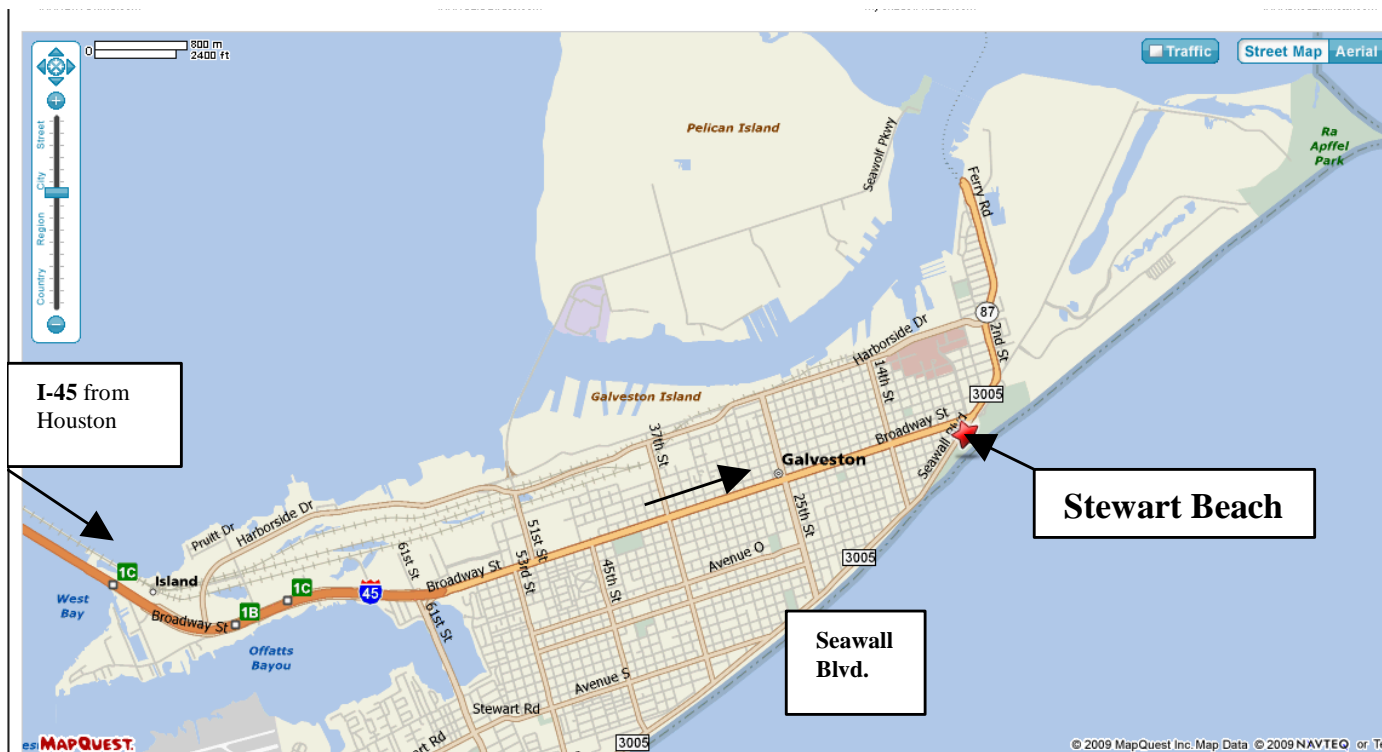 0
800 m
2400 ft
Traffic
Street Map
Aerial
Street
City
Region
Country
Pelican Island
Seawolf Pkwy
Ra
Apffel
Park
Ferry Rd
87
2nd St
3005
Harborside Dr
14th St
Broadway St
Seawall
Galveston Island
37th St
Galveston
25th St
I-45 from
Houston
Stewart Beach
Pruitt Dr
Harborside Dr
51st St
61st St
53rd St
45th St
Avenue O
3005
1C
Island
1C
45
Broadway St
West
Bay
1B
Broadway St
61st St
Offatts
Bayou
Seawall
Blvd.
Avenue S
Stewart Rd
Rd
3005
MAPQUEST.
© 2009 MapQuest Inc. Map Data © 2009 NAVTEQ or